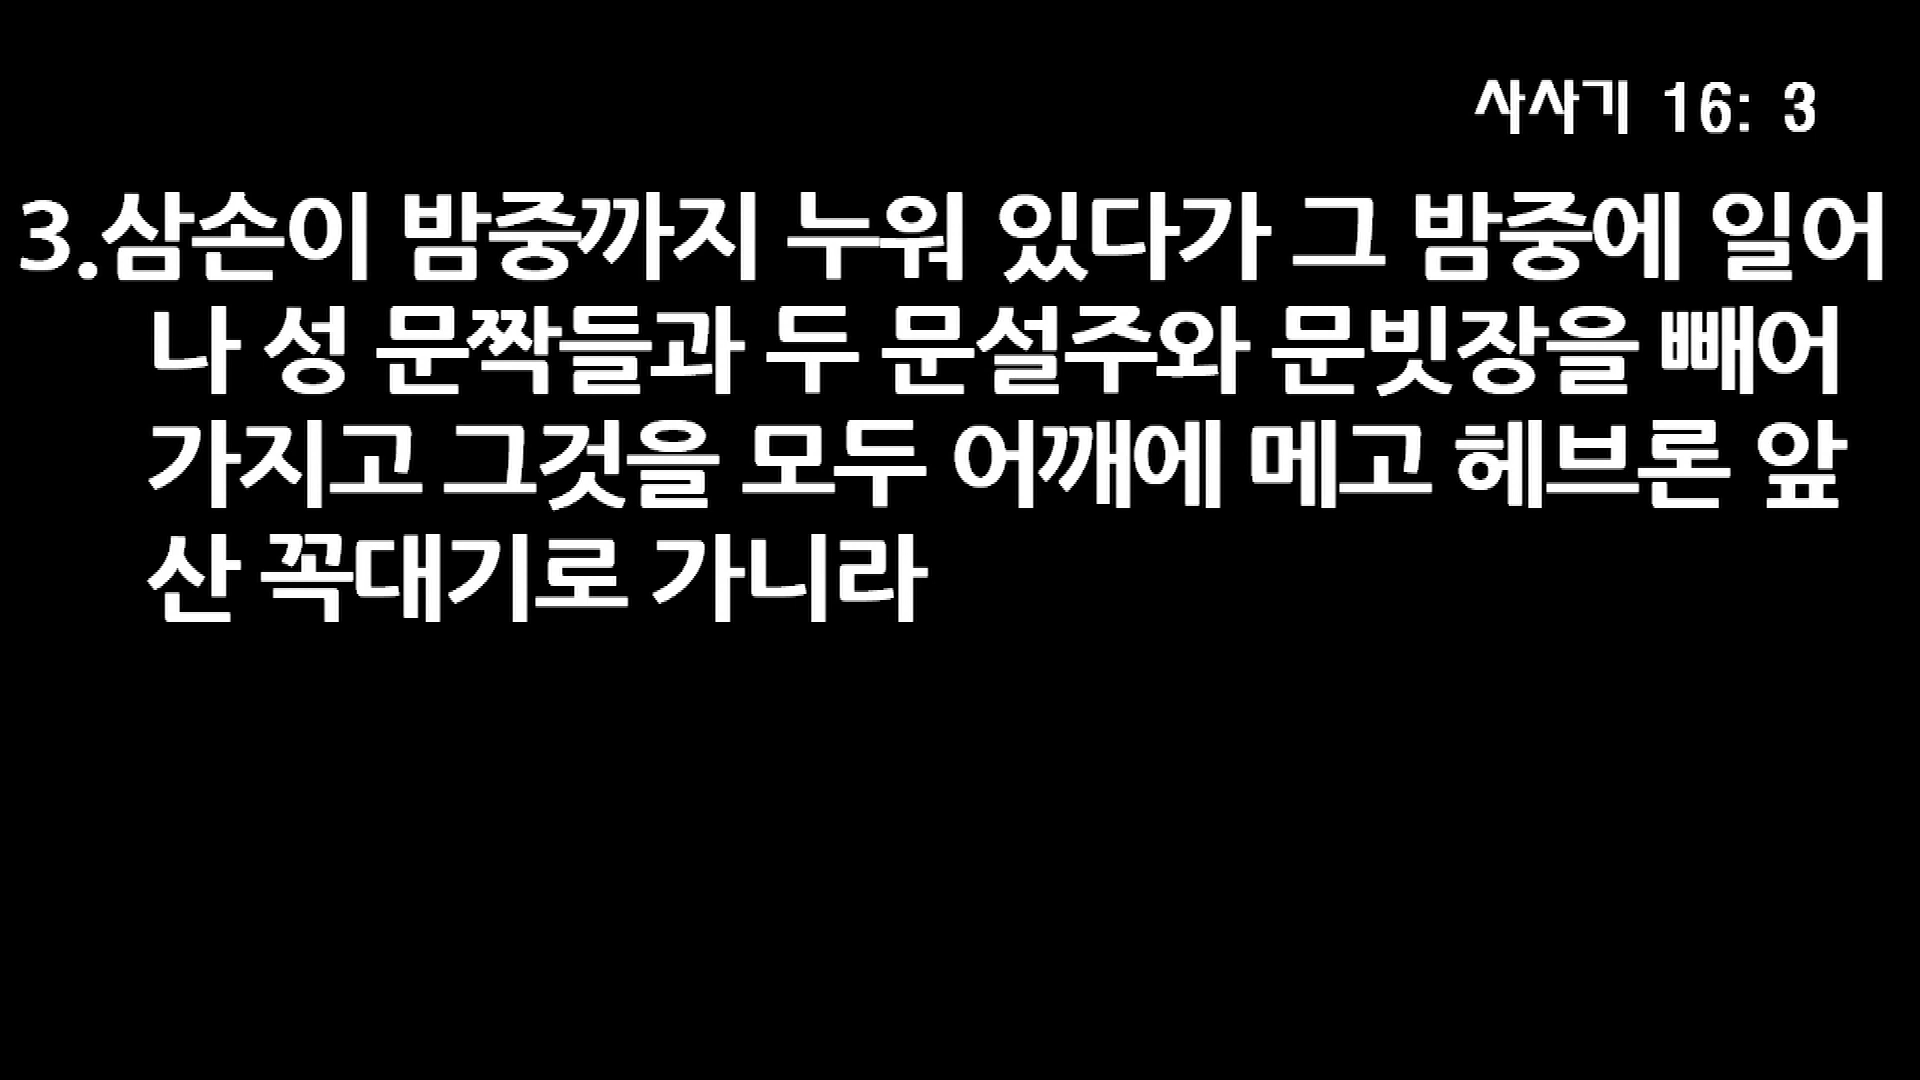 사사기 16: 3
3.삼손이 밤중까지 누워 있다가 그 밤중에 일어
나 성 문짝들과 두 문설주와 문빗장을 빼어
가지고 그것을 모두 어깨에 메고 헤브론 앞
산 꼭대기로 가니라